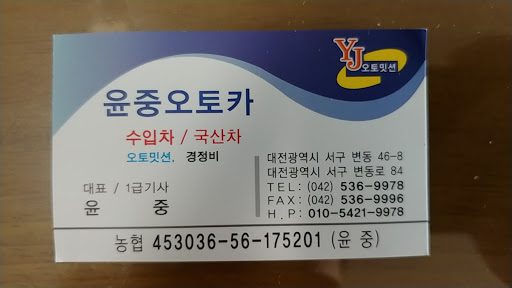 YJ 오토밋션
윤중오토카
수입차 / 국산차
오토밋션, 경정비
대표 / 1급기사
윤 중
대전광역시 서구 변동 46-8
대전광역시 서구 변동로 84
TEL: (042) 536-9978
FAX: (042) 536-9996
H.P: 010-5421-9978
농협 453036-56-175201 (윤 중)